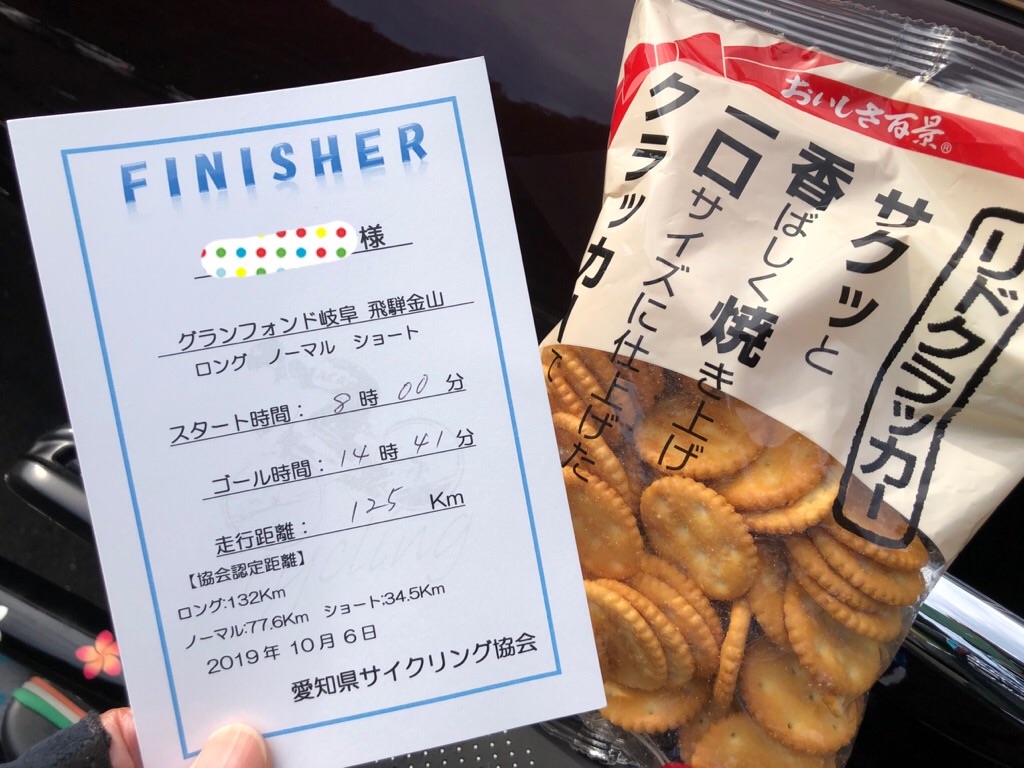 FINISHER
様
グランフォンド岐阜 飛騨金山
ロング ノーマル ショート
スタート時間: 8 時 00 分
ゴール時間: 14 時 41 分
走行距離: 125 Km
【協会認定距離】
ロング:132Km
ノーマル:77.6Km ショート:34.5Km
2019年 10月 6日
愛知県サイクリング協会
おいしさ百景®
リドクラッカー
サクッと
香ばしく焼き上げ
一口サイズに仕上げた
クラッカーで